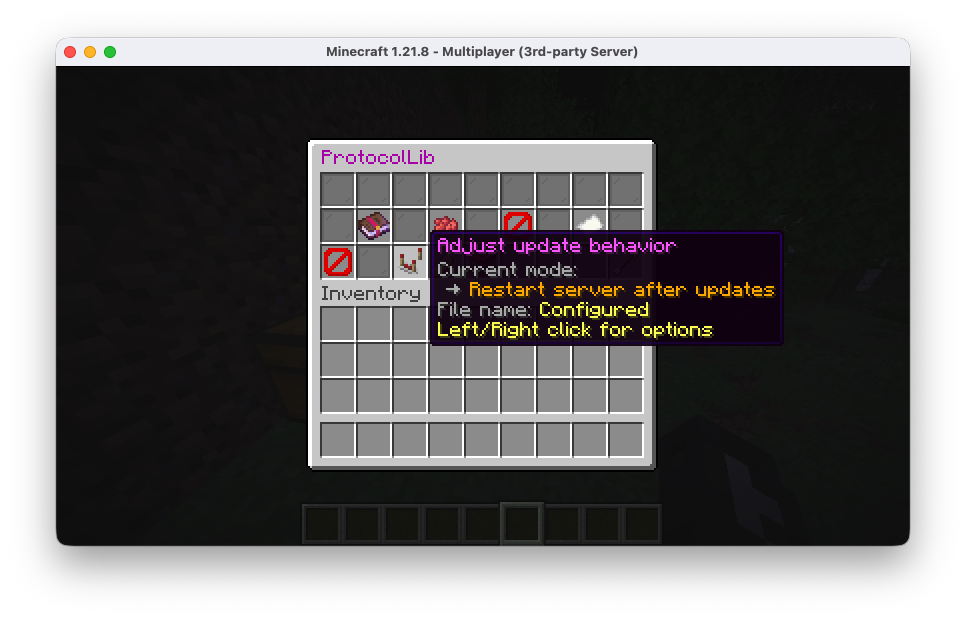 Minecraft 1.21.8 - Multiplayer (3rd-party Server)
ProtocolLib
Adjust update behavior
Current mode:
→ Restart server after updates
File name: Configured
Left/Right click for options
Inventory